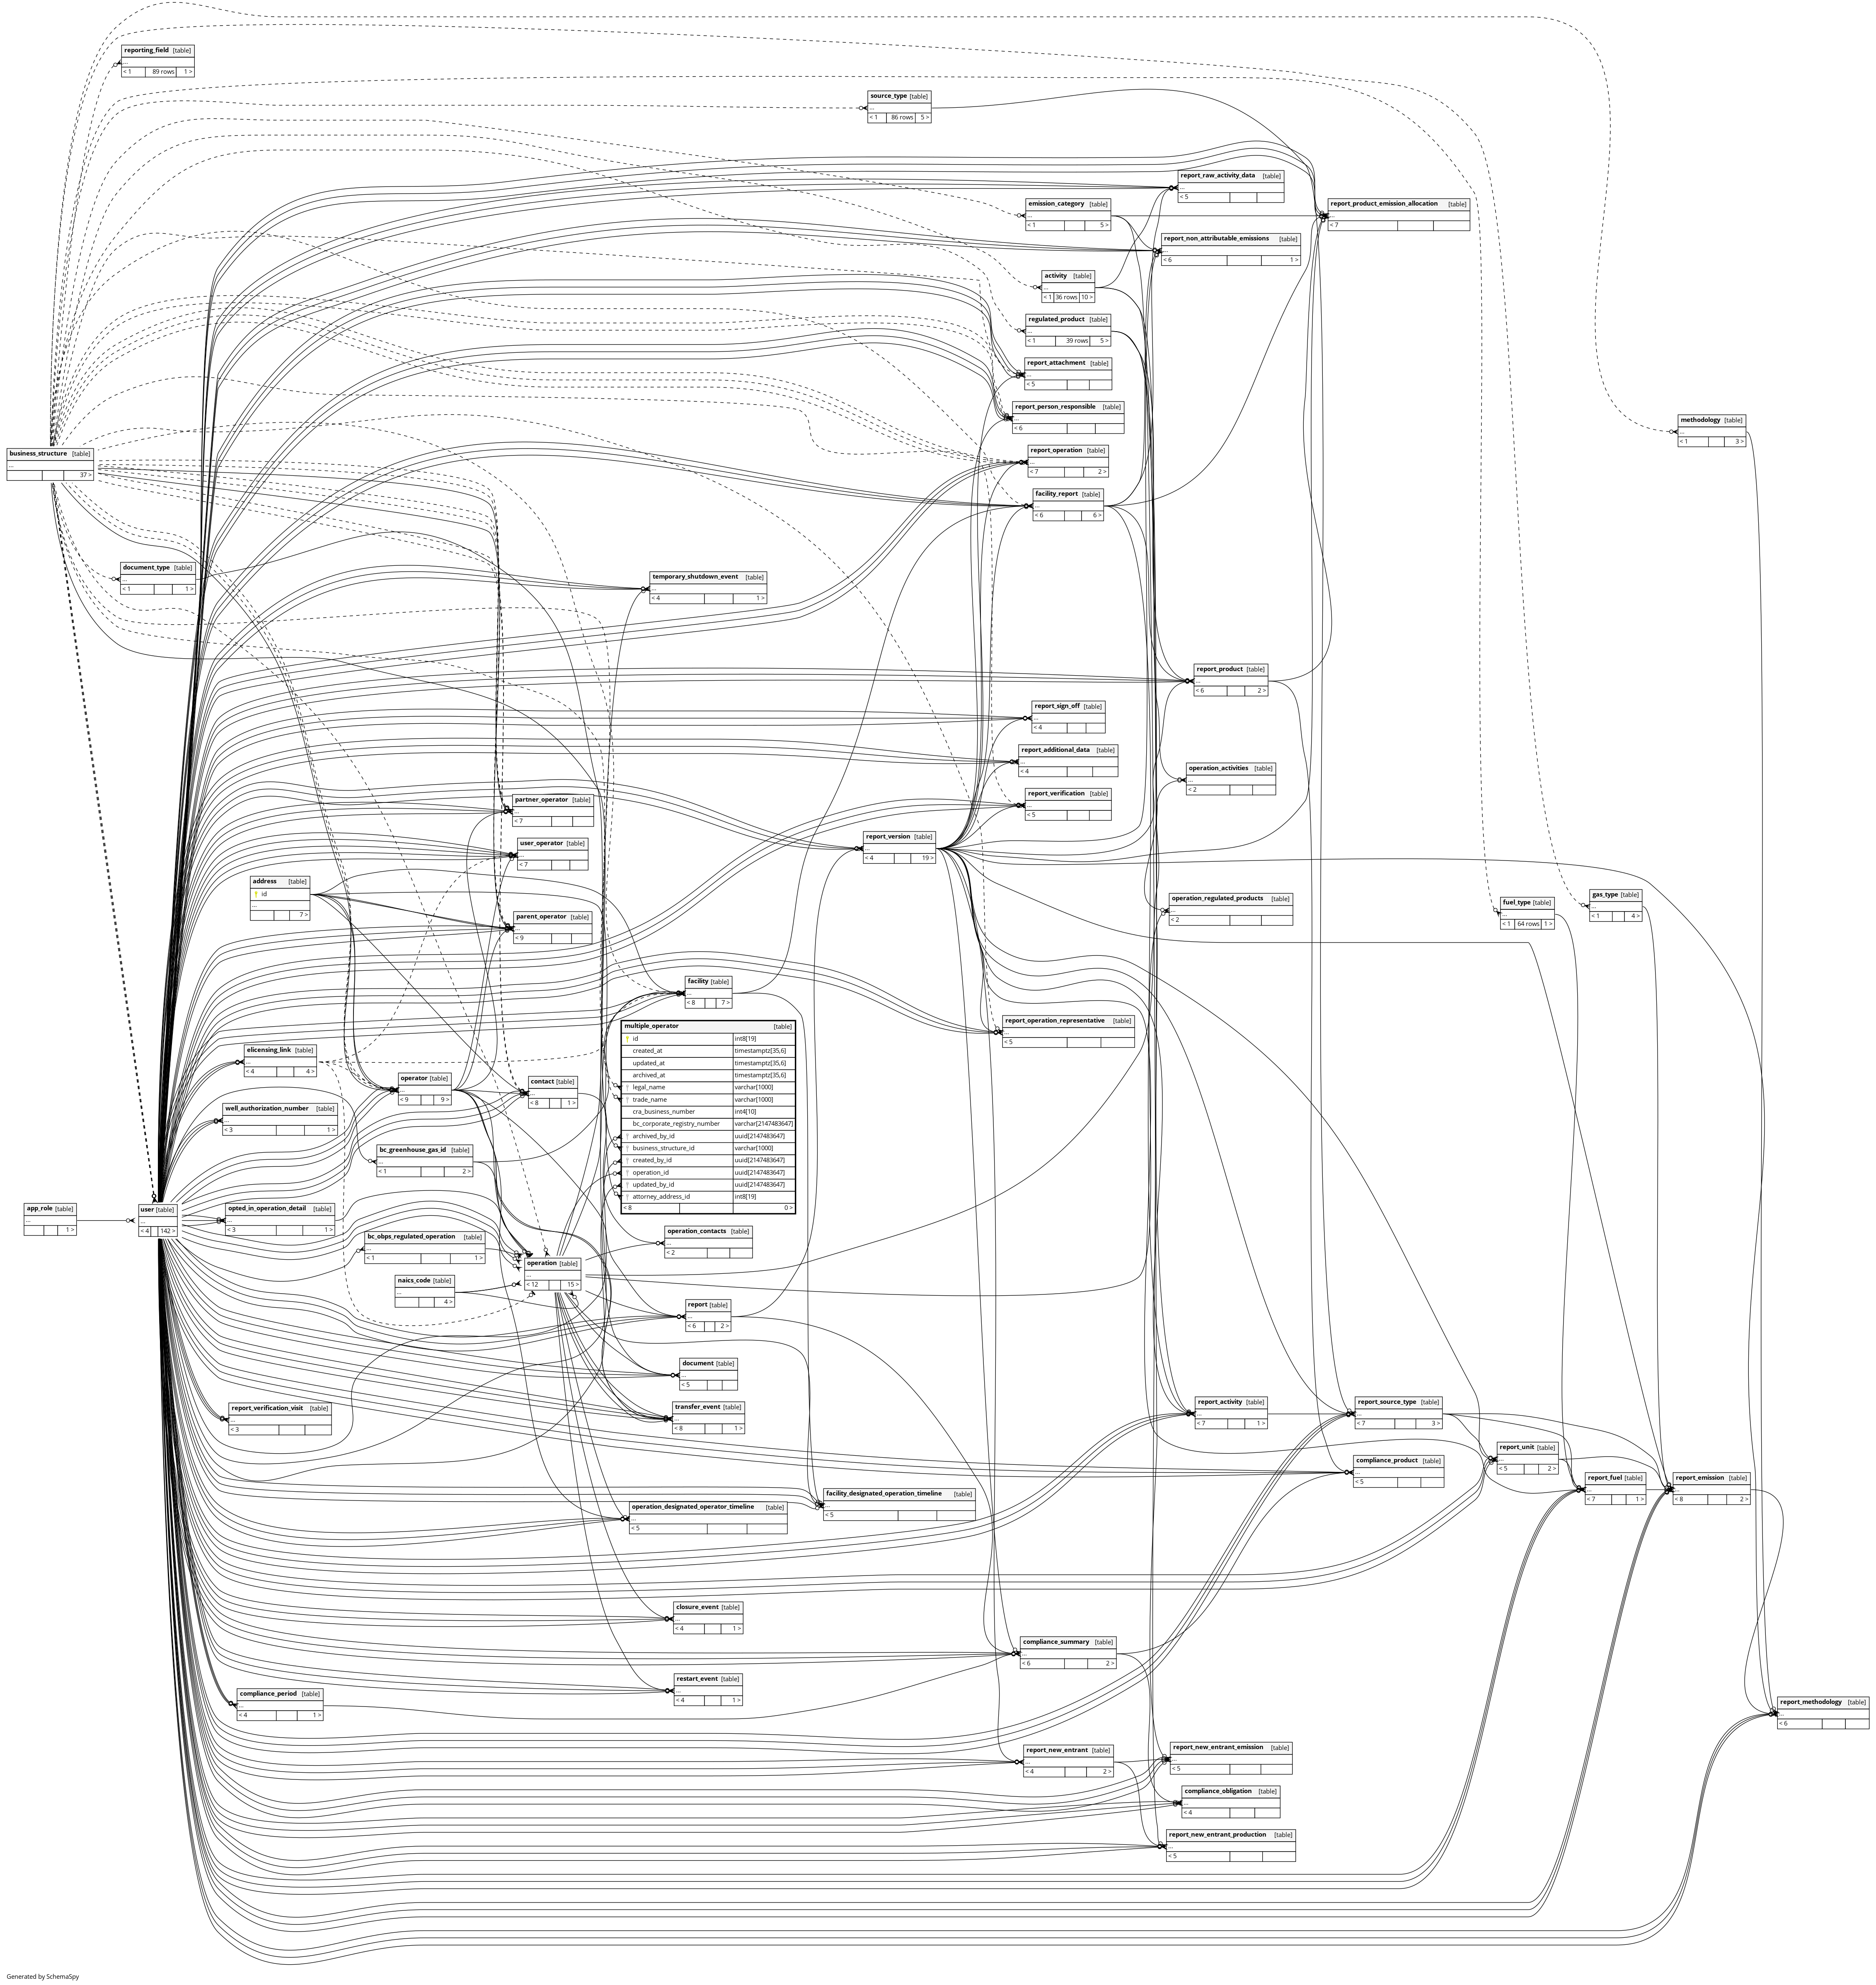 reporting_field [table]
...
< 1 89 rows 1 >
source_type [table]
...
< 1 86 rows 5 >
report_raw_activity_data [table]
...
< 5
emission_category [table]
...
< 1 5 >
report_product_emission_allocation [table]
...
< 7
report_non_attributable_emissions [table]
...
< 6 1 >
activity [table]
...
< 1 36 rows 10 >
regulated_product [table]
...
< 1 39 rows 5 >
report_attachment [table]
...
< 5
report_person_responsible [table]
...
< 6
methodology [table]
...
< 1 3 >
business_structure [table]
...
37 >
report_operation [table]
...
< 7 2 >
facility_report [table]
...
< 6 6 >
document_type [table]
...
< 1 1 >
temporary_shutdown_event [table]
...
< 4 1 >
report_product [table]
...
< 6 2 >
report_sign_off [table]
...
< 4
report_additional_data [table]
...
< 4
operation_activities [table]
...
< 2
report_verification [table]
...
< 5
partner_operator [table]
...
< 7
report_version [table]
...
< 4 19 >
user_operator [table]
...
< 7
address [table]
id
...
7 >
operation_regulated_products [table]
...
< 2
fuel_type [table]
...
< 1 64 rows 1 >
gas_type [table]
...
< 1 4 >
parent_operator [table]
...
< 9
facility [table]
...
< 8 7 >
report_operation_representative [table]
...
< 5
multiple_operator [table]
id int8[19]
created_at timestamptz[35,6]
updated_at timestamptz[35,6]
archived_at timestamptz[35,6]
legal_name varchar[1000]
trade_name varchar[1000]
cra_business_number int4[10]
bc_corporate_registry_number varchar[2147483647]
archived_by_id uuid[2147483647]
business_structure_id varchar[1000]
created_by_id uuid[2147483647]
operation_id uuid[2147483647]
updated_by_id uuid[2147483647]
attorney_address_id int8[19]
< 8 0 >
elicensing_link [table]
...
< 4 4 >
operator [table]
...
< 9 9 >
contact [table]
...
< 8 1 >
well_authorization_number [table]
...
< 3 1 >
bc_greenhouse_gas_id [table]
...
< 1 2 >
app_role [table]
...
1 >
user [table]
...
< 4 142 >
opted_in_operation_detail [table]
...
< 3 1 >
bc_obps_regulated_operation [table]
...
< 1 1 >
operation_contacts [table]
...
< 2
operation [table]
...
< 12 15 >
naics_code [table]
...
4 >
report [table]
...
< 6 2 >
document [table]
...
< 5
report_verification_visit [table]
...
< 3
transfer_event [table]
...
< 8 1 >
report_activity [table]
...
< 7 1 >
report_source_type [table]
...
< 7 3 >
report_unit [table]
...
< 5 2 >
compliance_product [table]
...
< 5
report_fuel [table]
...
< 7 1 >
report_emission [table]
...
< 8 2 >
facility_designated_operation_timeline [table]
...
< 5
operation_designated_operator_timeline [table]
...
< 5
closure_event [table]
...
< 4 1 >
compliance_summary [table]
...
< 6 2 >
restart_event [table]
...
< 4 1 >
compliance_period [table]
...
< 4 1 >
report_methodology [table]
...
< 6
report_new_entrant [table]
...
< 4 2 >
report_new_entrant_emission [table]
...
< 5
compliance_obligation [table]
...
< 4
report_new_entrant_production [table]
...
< 5
Generated by SchemaSpy